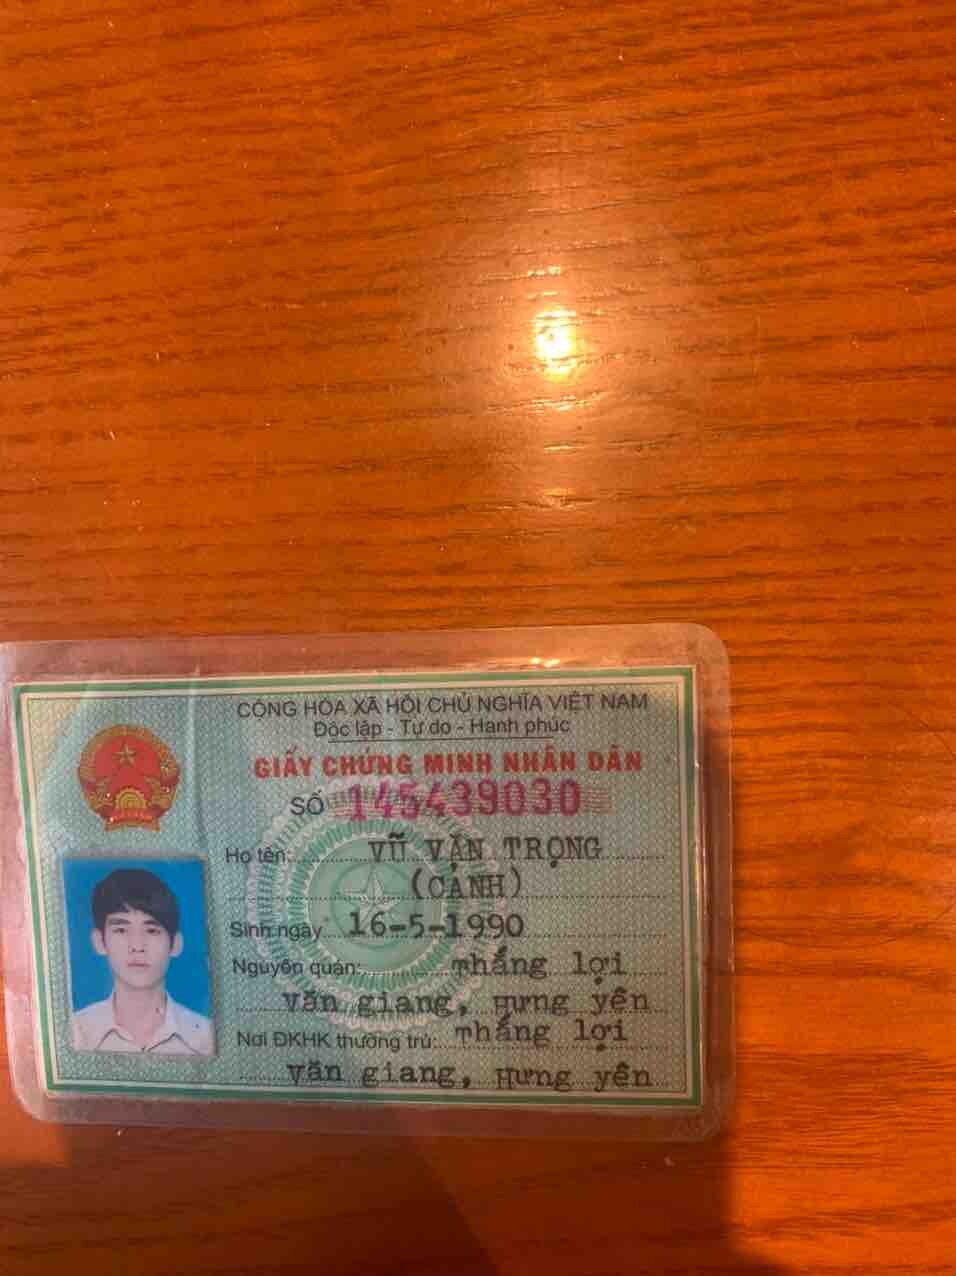 CỘNG HÒA XÃ HỘI CHỦ NGHĨA VIỆT NAM
Độc lập - Tự do - Hạnh phúc
GIẤY CHỨNG MINH NHÂN DÂN
SỐ 145439030
Họ tên: VŨ VĂN TRỌNG
(CẢNH)
Sinh ngày 16-5-1990
Nguyên quán: Thắng lợi
Văn giang, Hưng yên
Nơi ĐKHK thường trú: Thắng lợi
Văn giang, Hưng yên